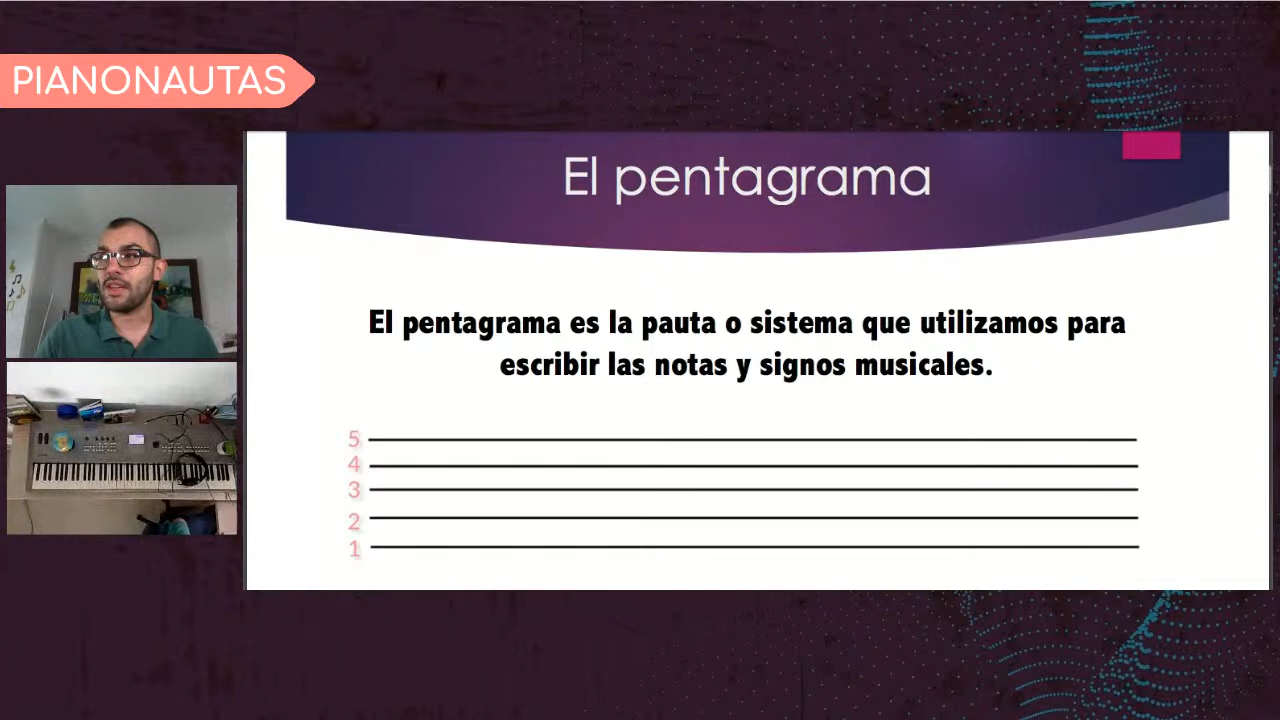 PIANONAUTAS
El pentagrama
El pentagrama es la pauta o sistema que utilizamos para
escribir las notas y signos musicales.
5
4
3
2
1